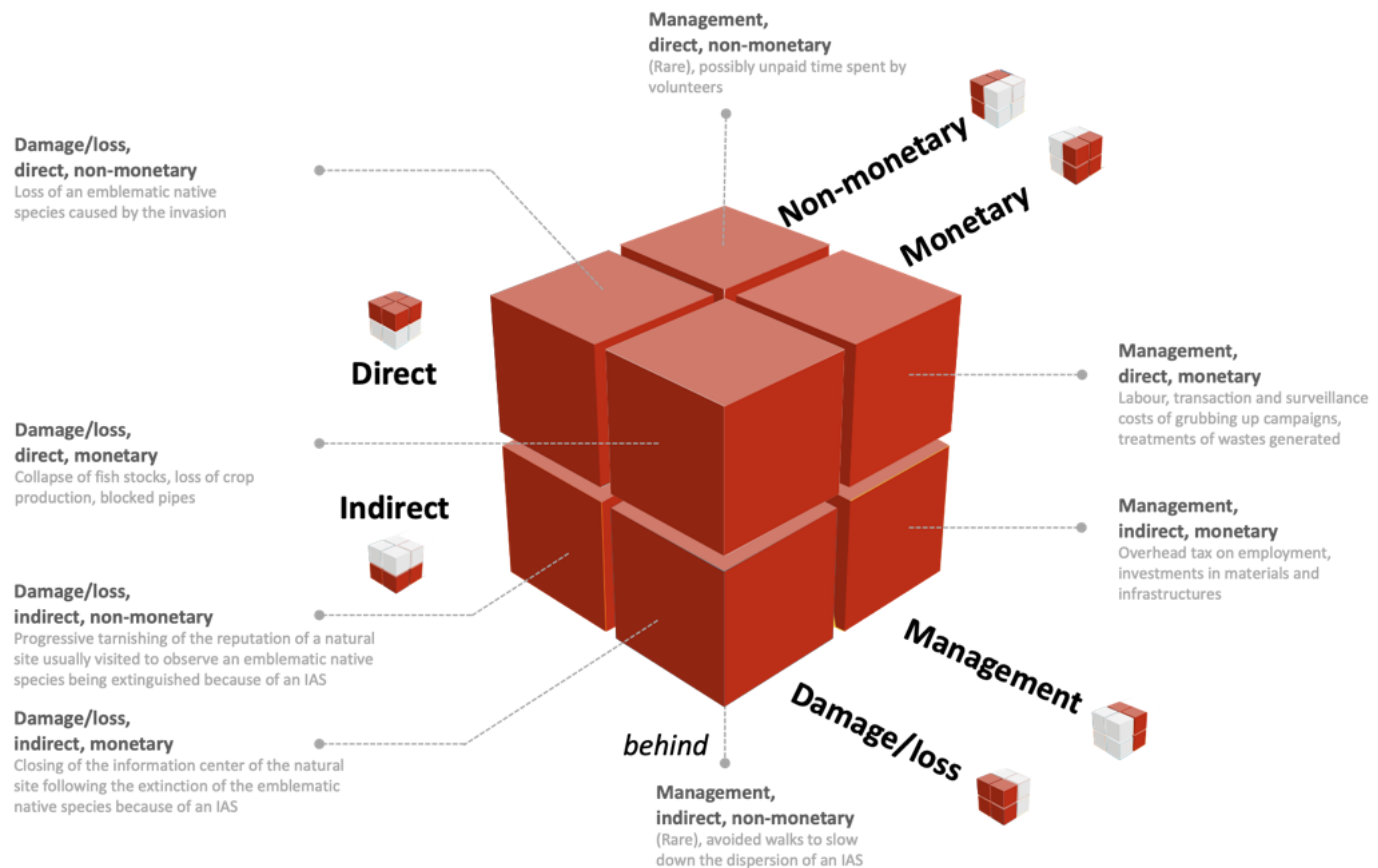 Management,
direct, non-monetary
(Rare), possibly unpaid time spent by
volunteers
Non-monetary
Monetary
Damage/loss,
direct, non-monetary
Loss of an emblematic native
species caused by the invasion
Direct
Management,
direct, monetary
Labour, transaction and surveillance
costs of grubbing up campaigns,
treatments of wastes generated
Damage/loss,
direct, monetary
Collapse of fish stocks, loss of crop
production, blocked pipes
Indirect
Management,
indirect, monetary
Overhead tax on employment,
investments in materials and
infrastructures
Damage/loss,
indirect, non-monetary
Progressive tarnishing of the reputation of a natural
site usually visited to observe an emblematic native
species being extinguished because of an IAS
Management
Damage/loss
Damage/loss,
indirect, monetary
Closing of the information center of the natural
site following the extinction of the emblematic
native species because of an IAS
behind
Management,
indirect, non-monetary
(Rare), avoided walks to slow
down the dispersion of an IAS